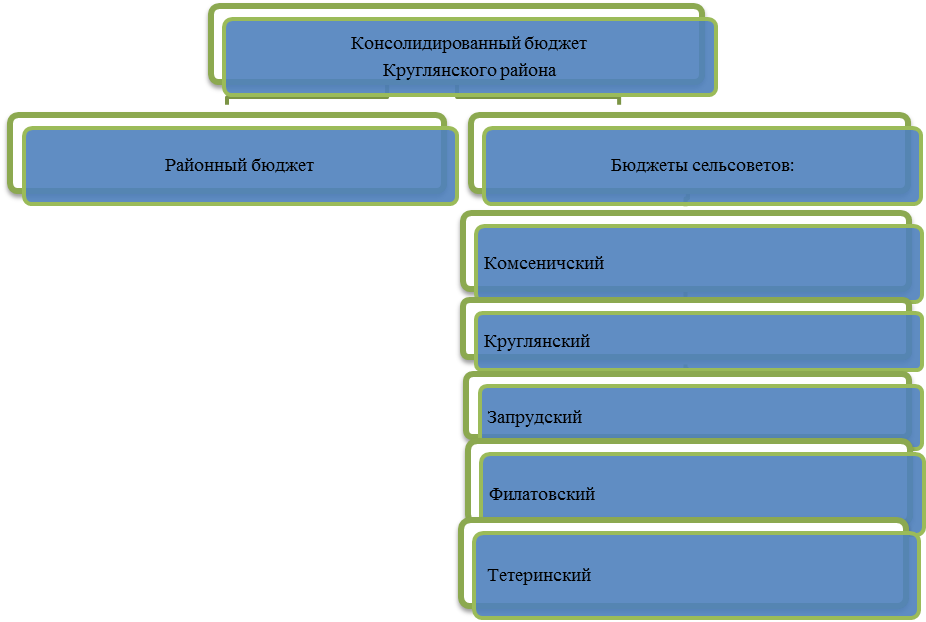 Консолидированный бюджет
Круглянского района
Районный бюджет
Бюджеты сельсоветов:
Комсеничский
Круглянский
Запрудский
Филатовский
Тетеринский